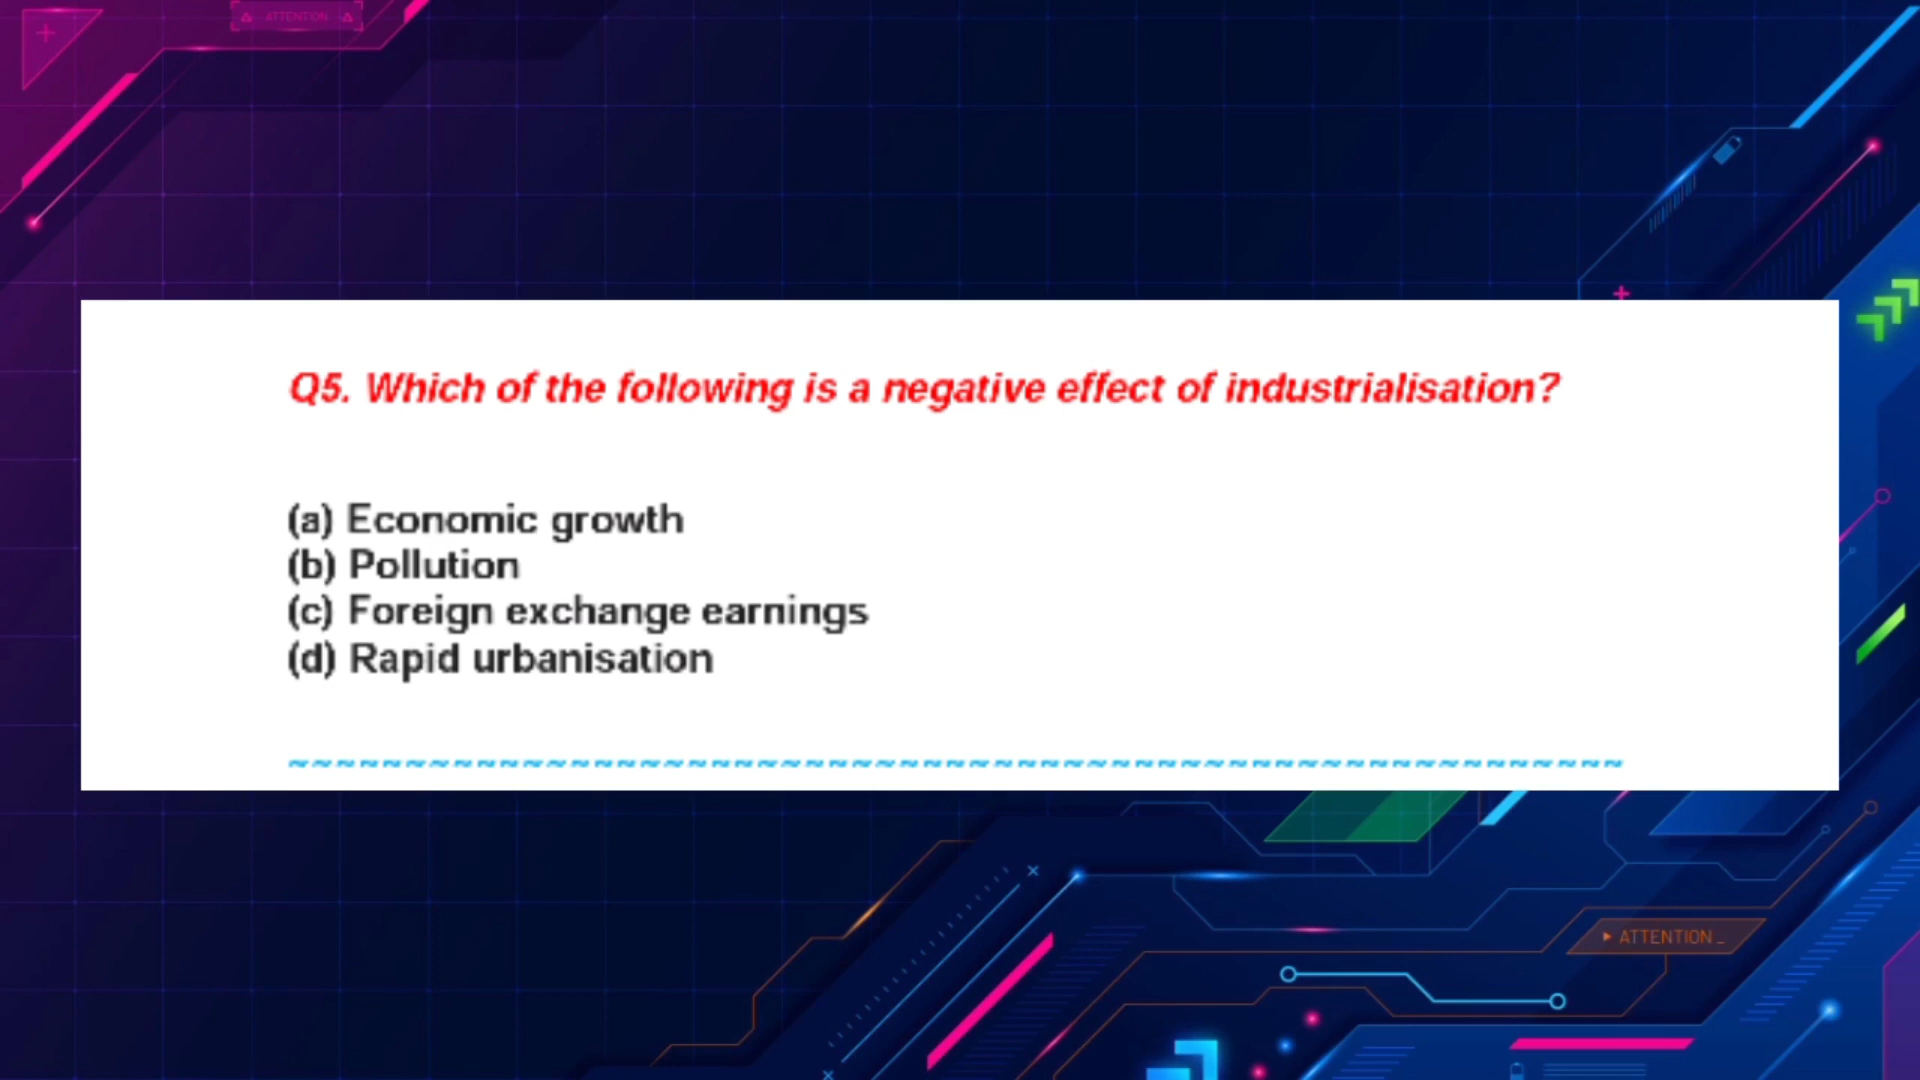 ATTENTION
Q5. Which of the following is a negative effect of industrialisation?
(a) Economic growth
(b) Pollution
(c) Foreign exchange earnings
(d) Rapid urbanisation
~~~~~~~~~~~~~~~~~~~~~~~~~~~~~~~~~~~~~~~~~~~~~~~~~~~~~~~~~
ATTENTION _